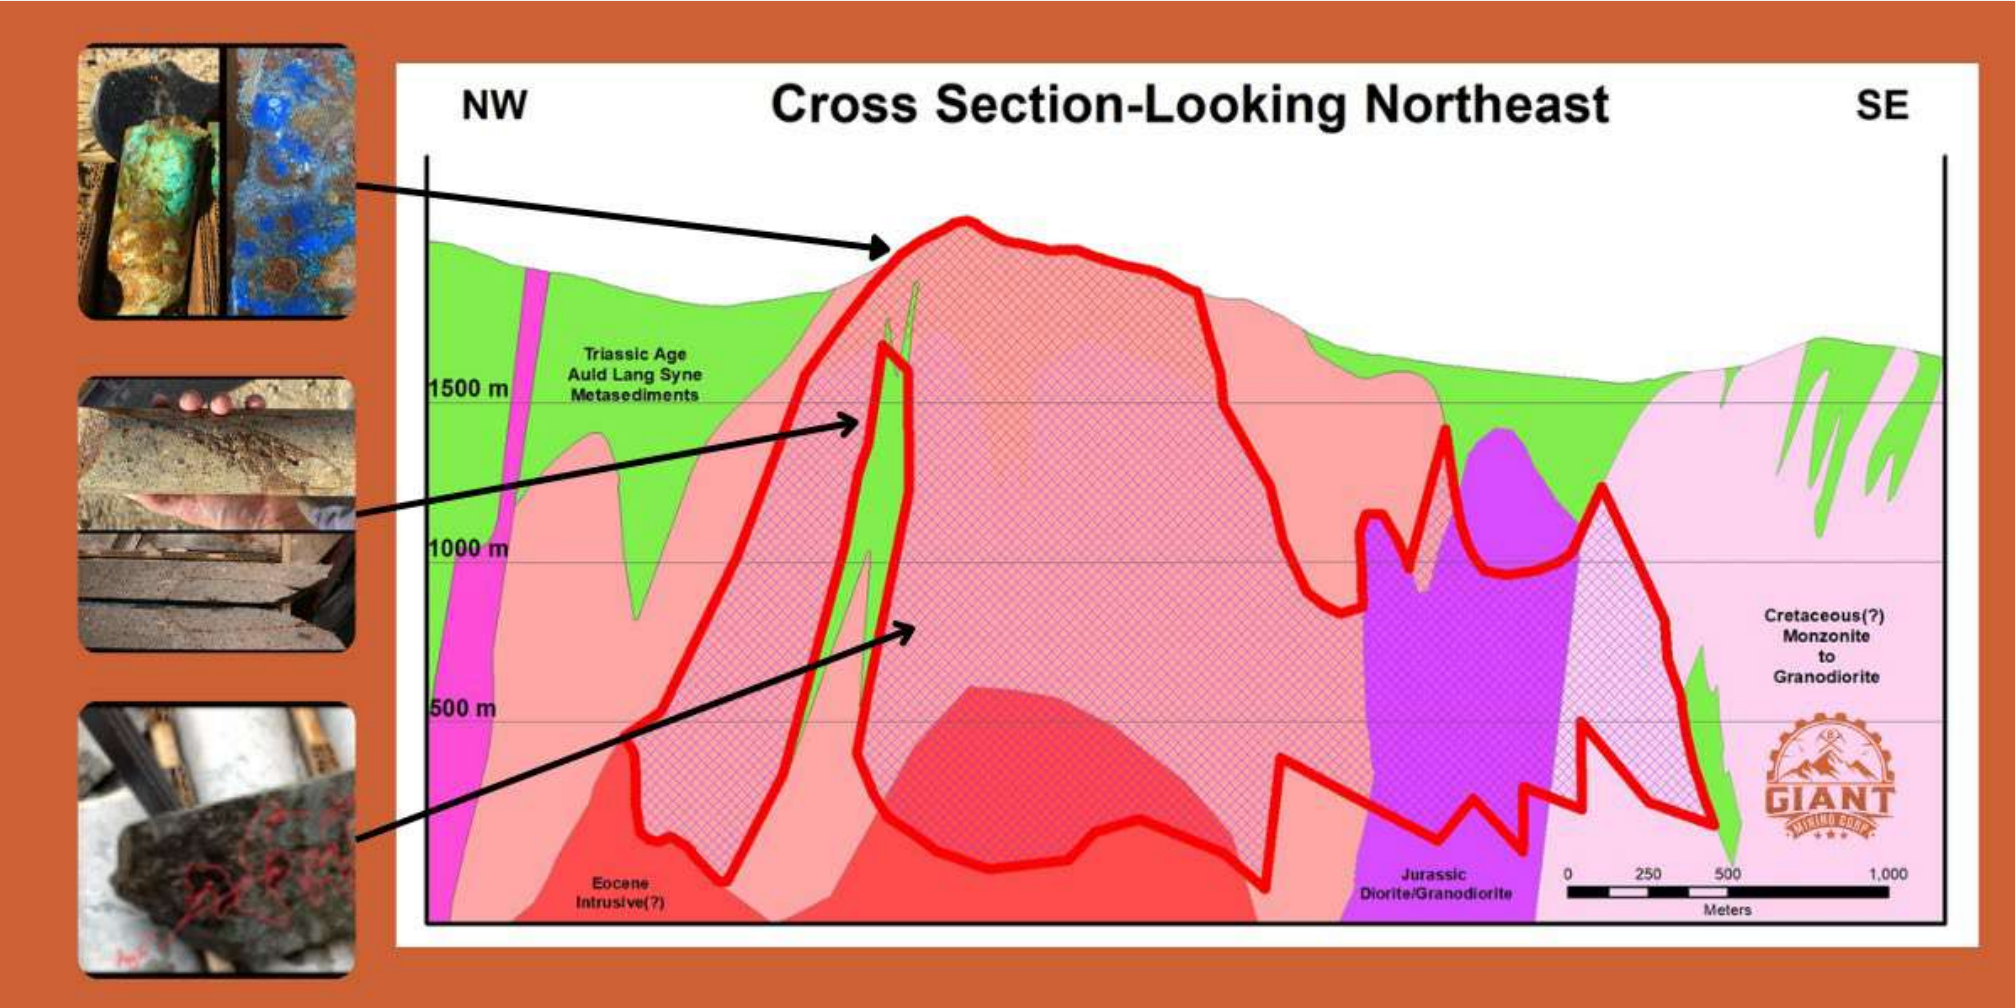 NW
Cross Section-Looking Northeast
SE
Triassic Age
Auld Lang Syne
Metasediments
1500 m
1000 m
500 m
Cretaceous(?)
Monzonite
to
Granodiorite
GIANT
MINING CORP
Eocene
Intrusive(?)
Jurassic
Diorite/Granodiorite
0 250 500 1,000
Meters